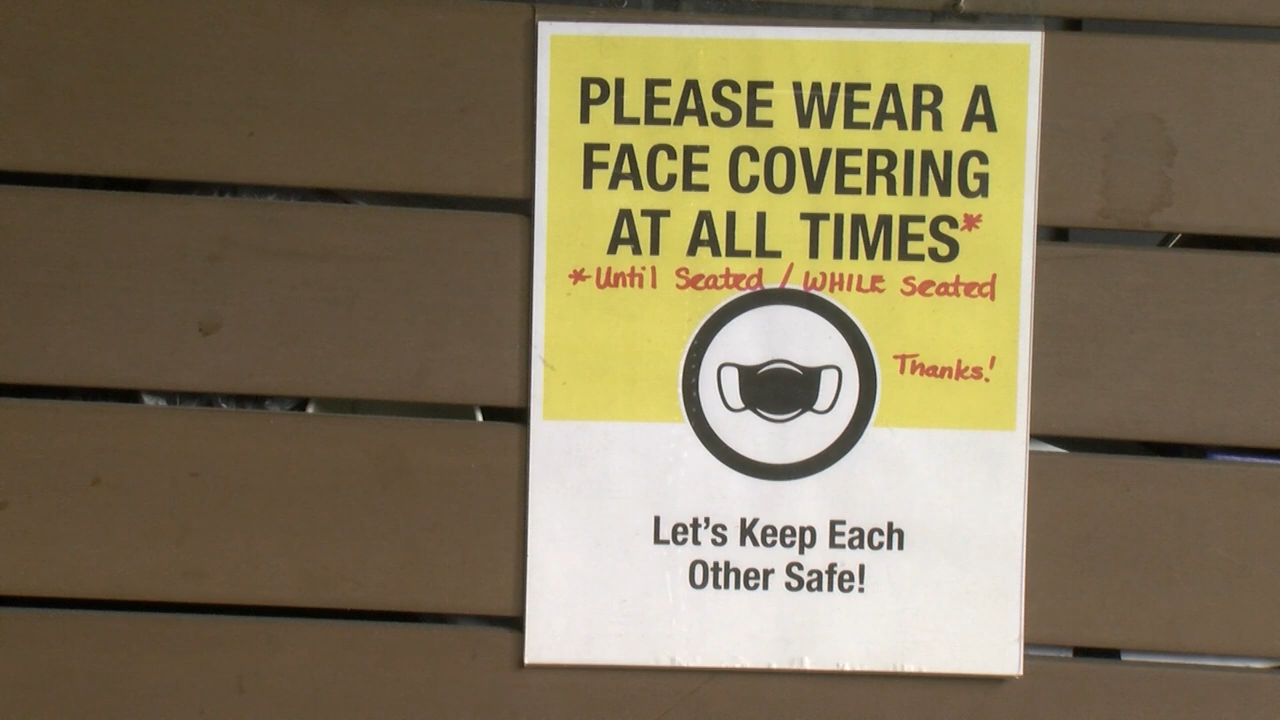 PLEASE WEAR A
FACE COVERING
AT ALL TIMES*
*Until Seated / WHILE Seated
Thanks!
Let's Keep Each
Other Safe!